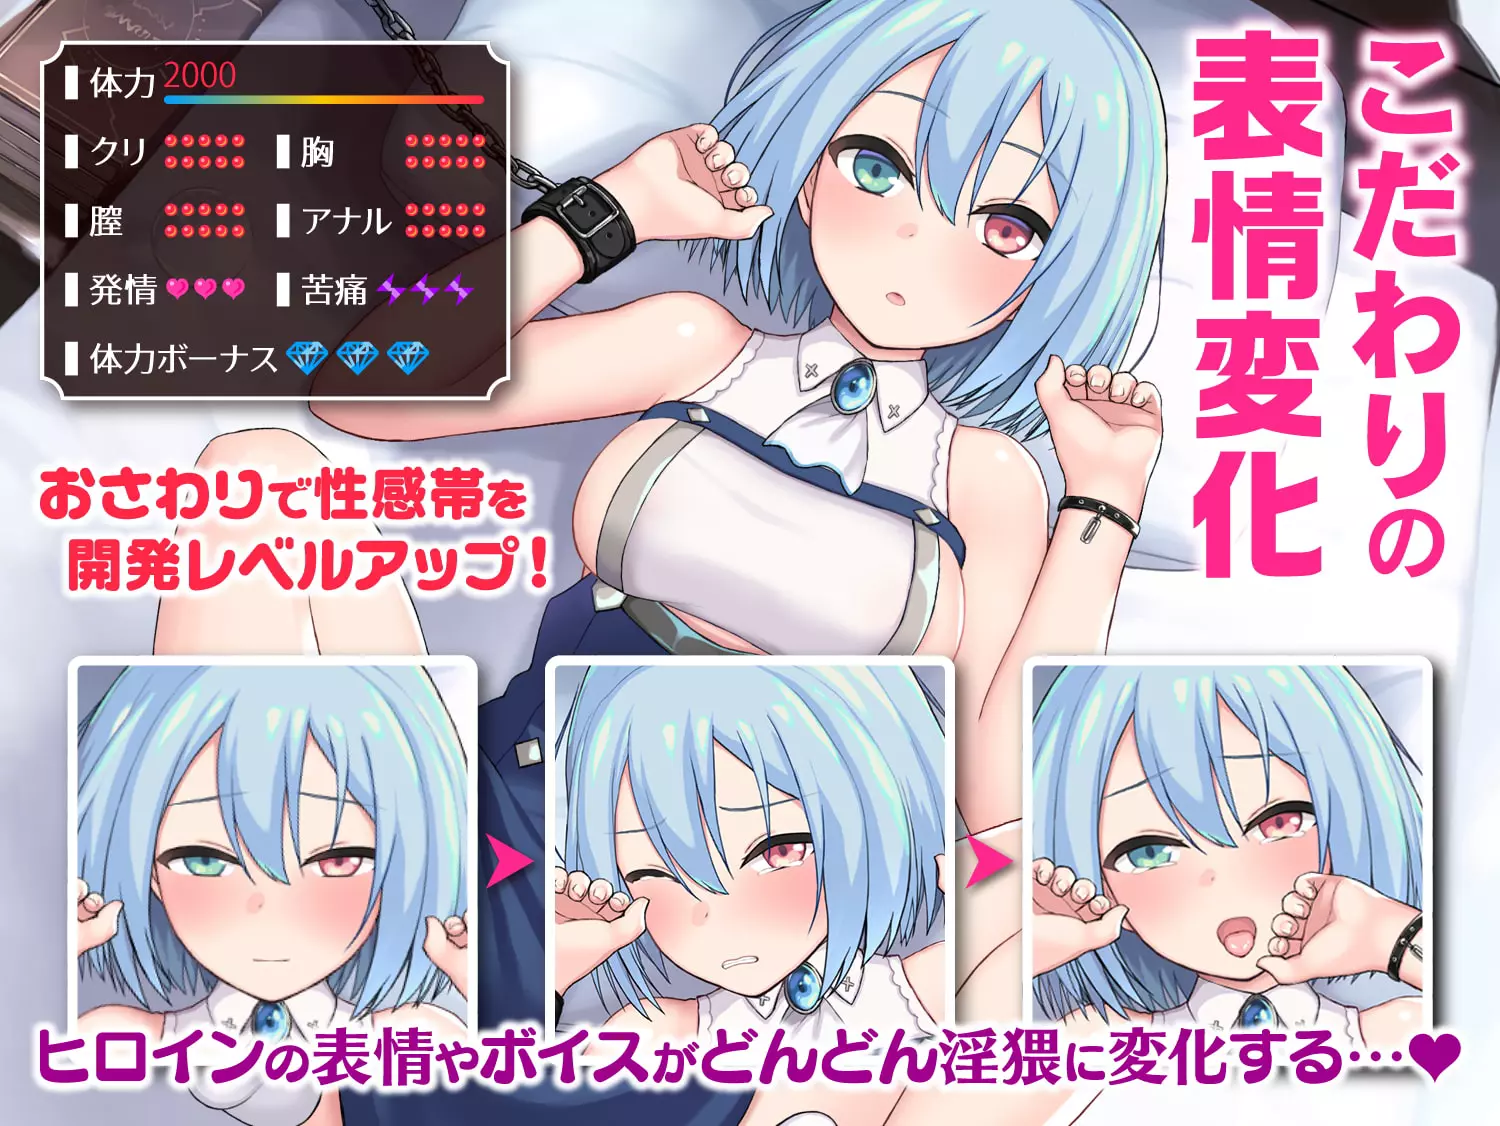 体力 2000
クリ 胸
膣 アナル
発情 苦痛
体力ボーナス
こだわりの
表情変化
おさわりで性感帯を
開発レベルアップ！
ヒロインの表情やボイスがどんどん淫猥に変化する…♥